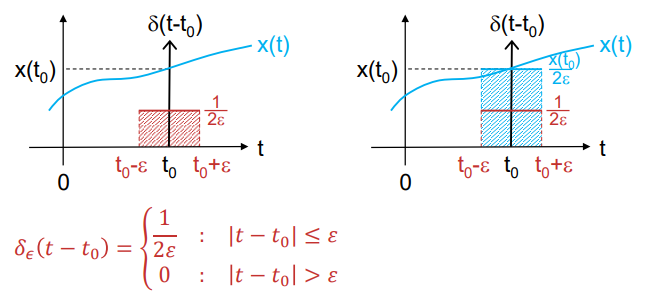 δ(t-t₀)
x(t)
x(t₀)
1/2ε
t
t₀-ε t₀ t₀+ε
0
δ(t-t₀)
x(t)
x(t₀)
x(t₀)/2ε
1/2ε
t
t₀-ε t₀ t₀+ε
0
δ_ϵ(t − t₀) = { 1/2ε : |t − t₀| ≤ ε
0 : |t − t₀| > ε